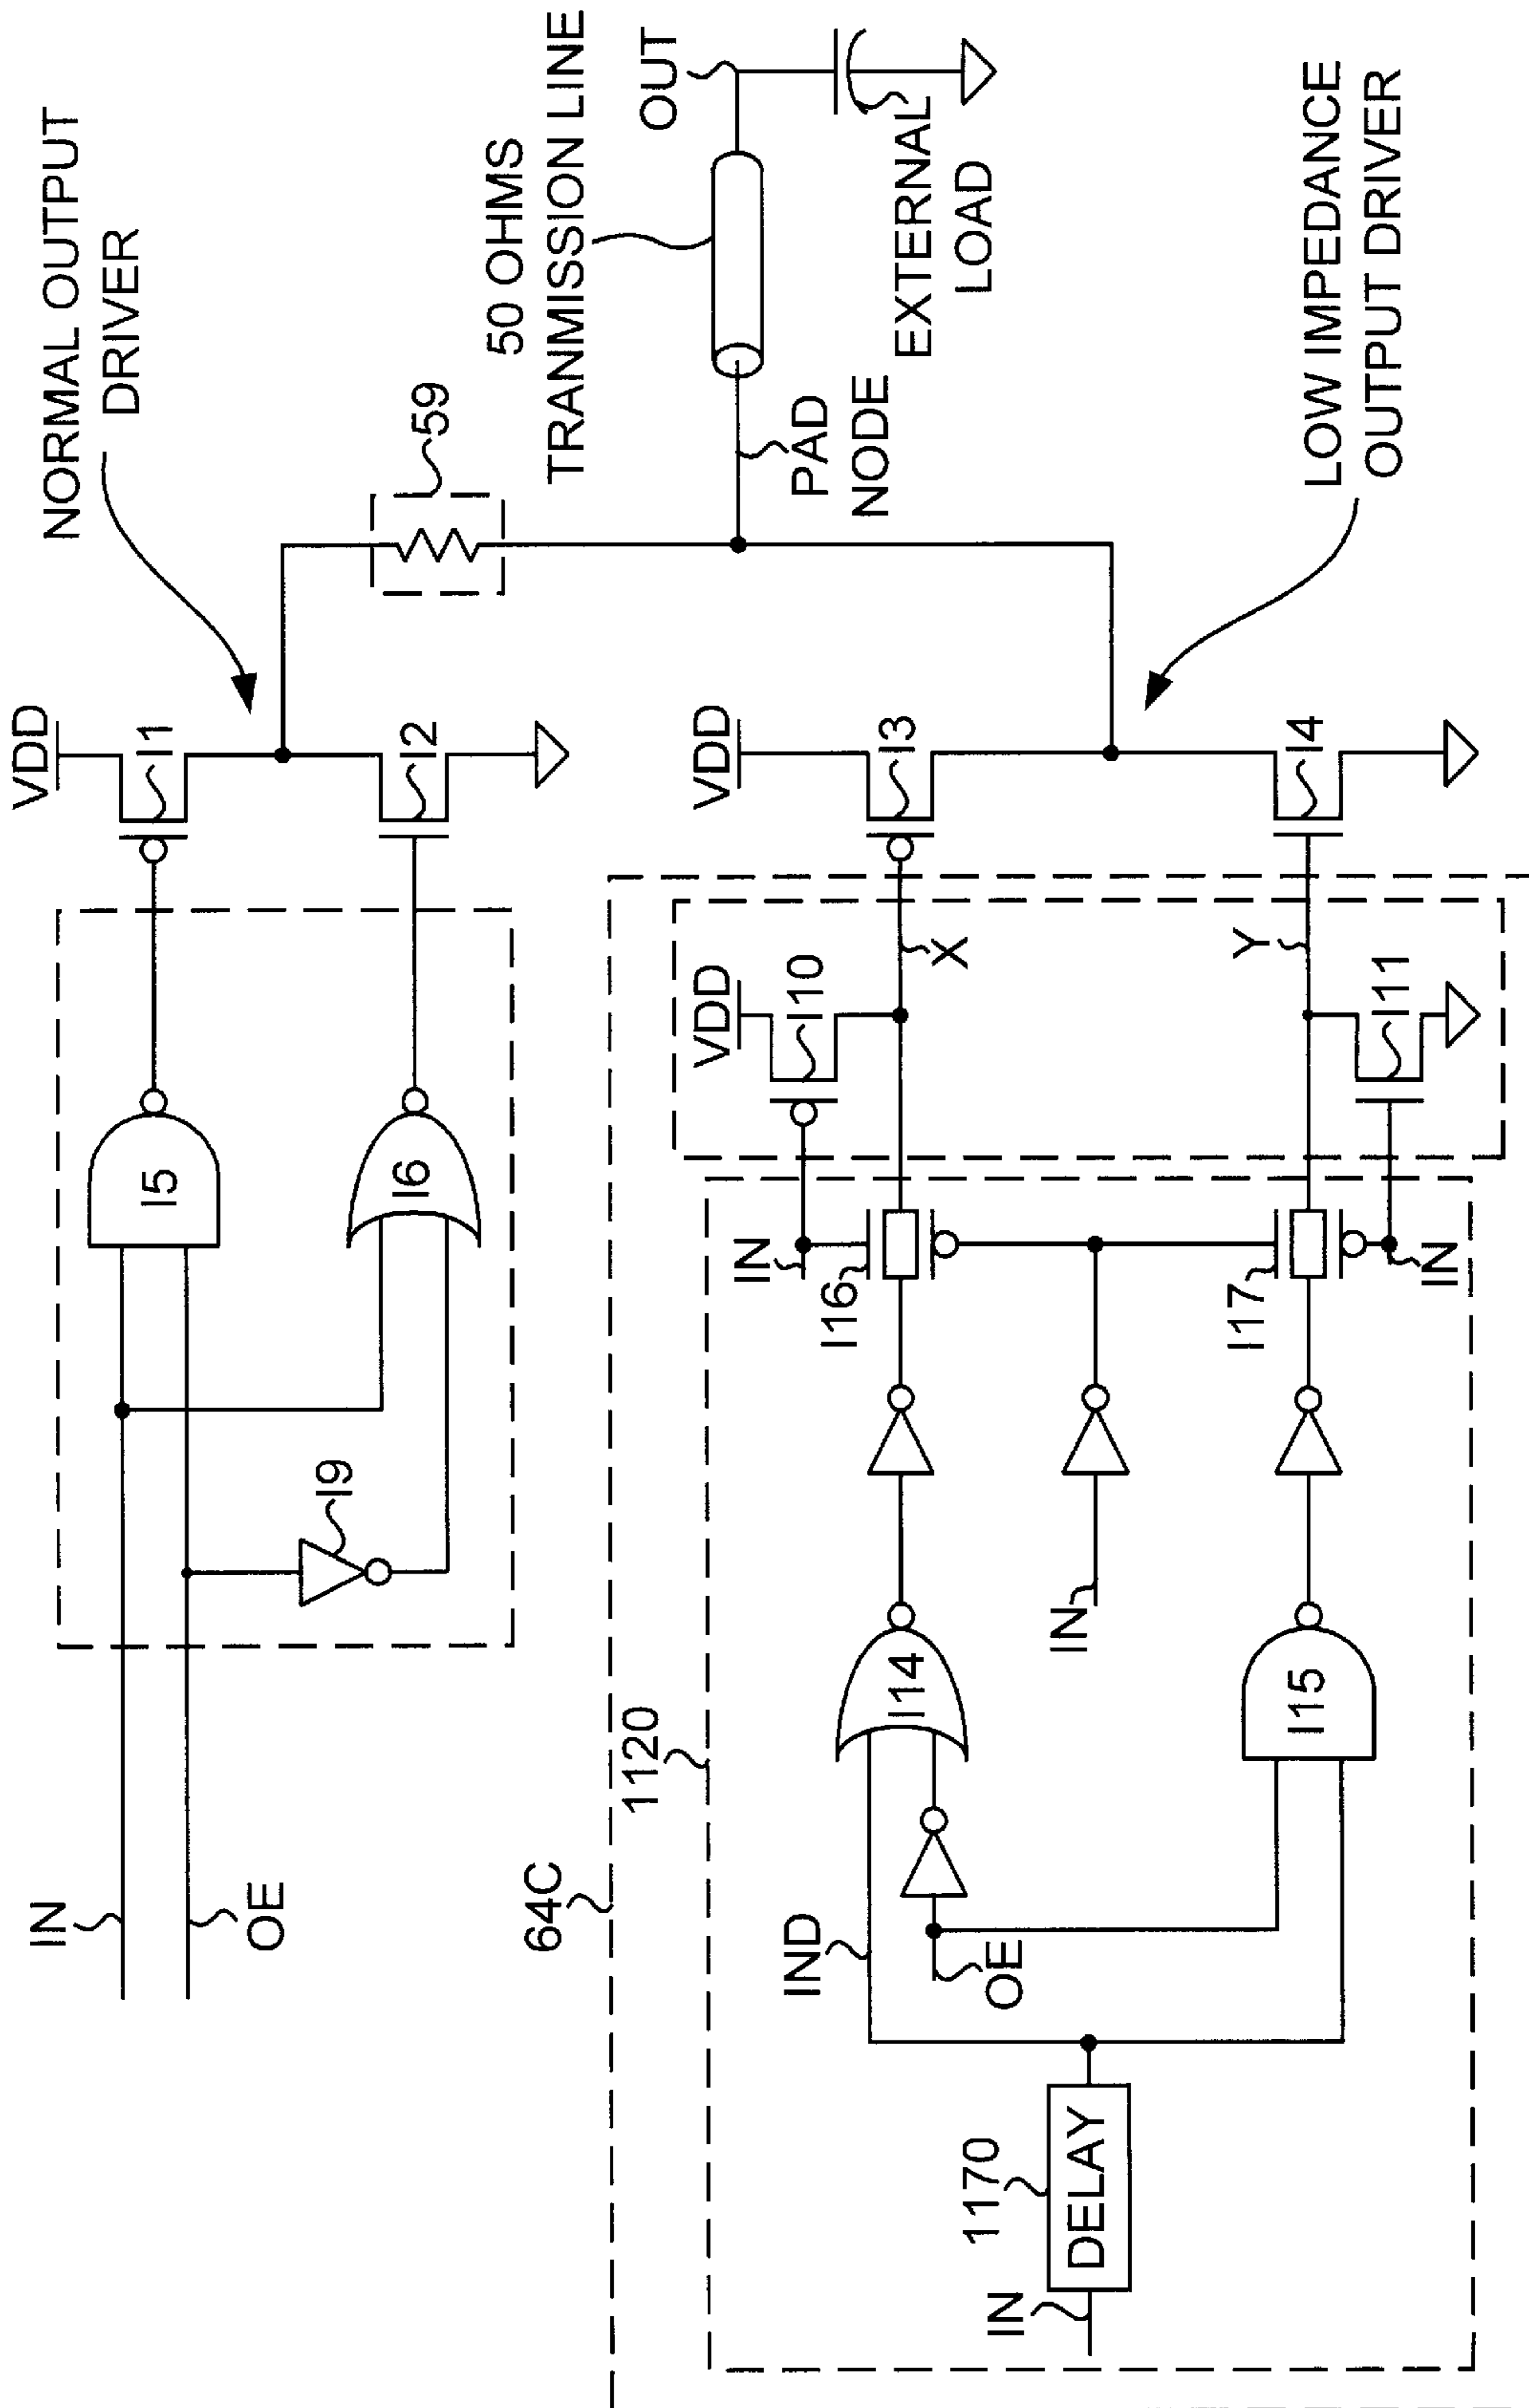 IN
OE
I9
I5
I6
VDD
I1
I2
NORMAL OUTPUT
DRIVER
59
50 OHMS
TRANMISSION LINE
OUT
PAD
NODE
EXTERNAL
LOAD
64C
1120
IN
1170
DELAY
IND
OE
I14
I15
IN
I16
I17
IN
IN
VDD
I10
X
Y
I11
VDD
I3
I4
LOW IMPEDANCE
OUTPUT DRIVER